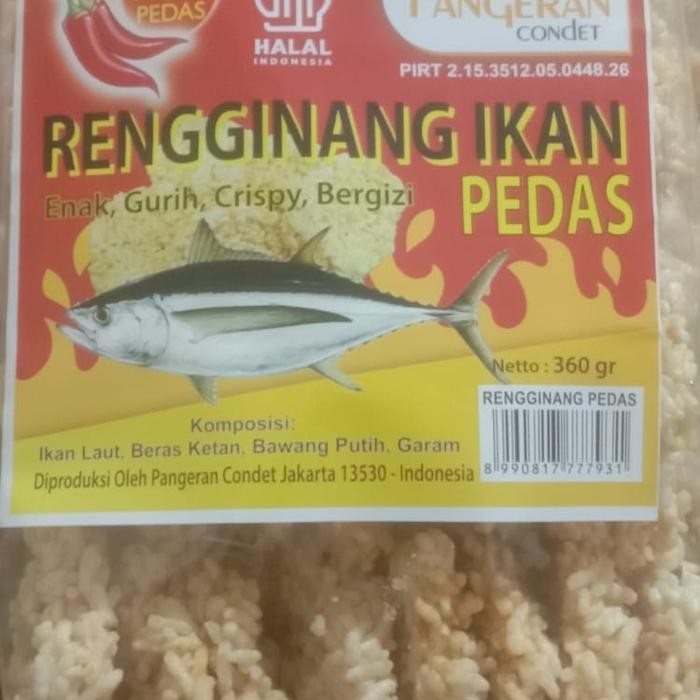 PEDAS
HALAL
INDONESIA
PANGERAN
CONDET
PIRT 2.15.3512.05.0448.26
RENGGINANG IKAN
PEDAS
Enak, Gurih, Crispy, Bergizi
Netto : 360 gr
RENGGINANG PEDAS
8 990817 777931
Komposisi:
Ikan Laut, Beras Ketan, Bawang Putih, Garam
Diproduksi Oleh Pangeran Condet Jakarta 13530 - Indonesia